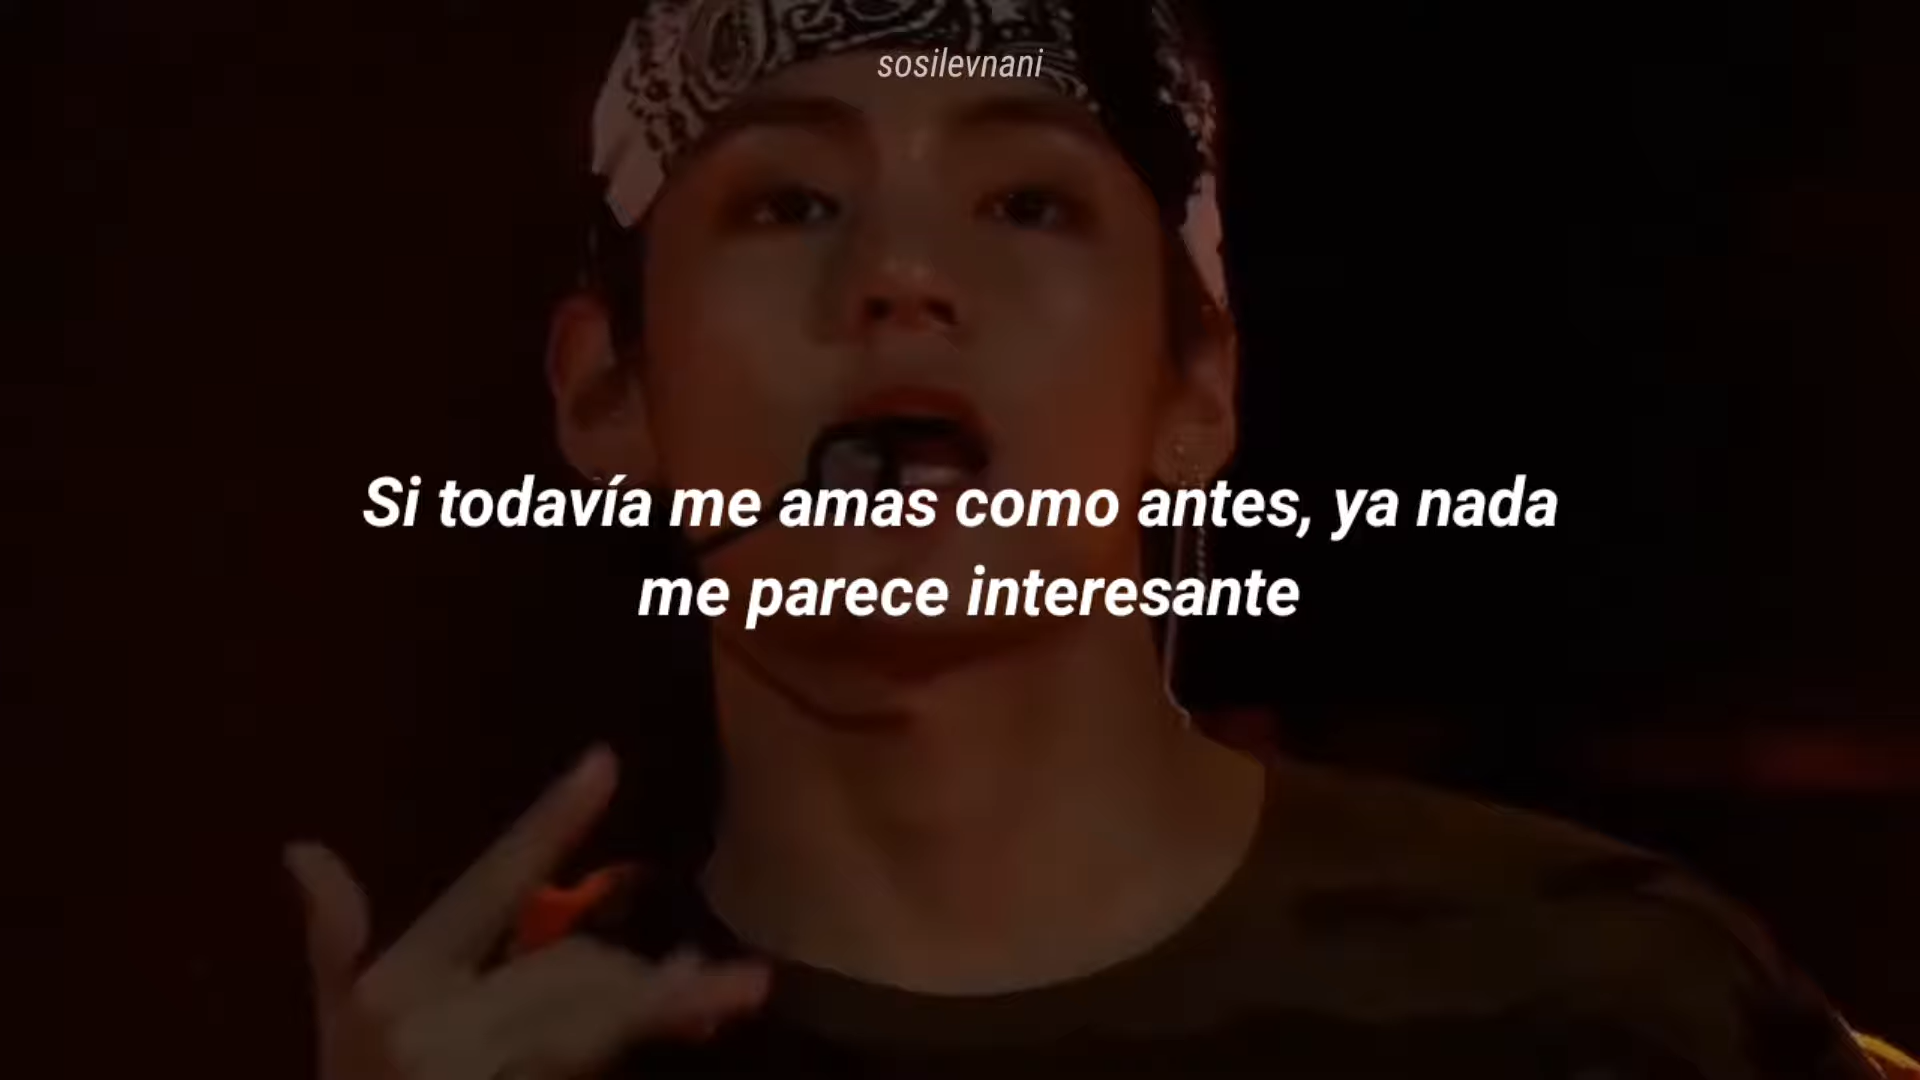 sosilevnani
Si todavía me amas como antes, ya nada
me parece interesante